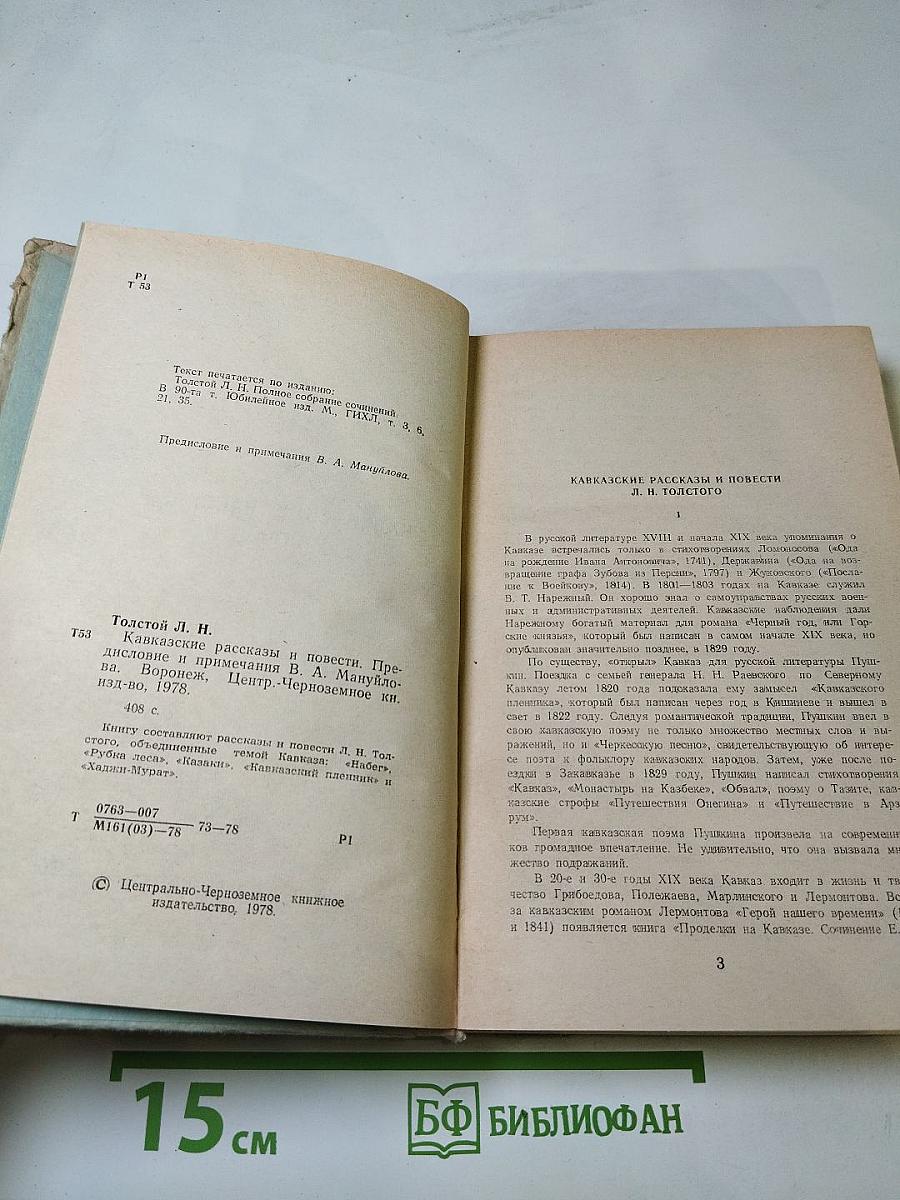 Р1
Т 53
Текст печатается по изданию:
Толстой Л. Н. Полное собрание сочинений.
В 90-та т. Юбилейное изд. М., ГИХЛ, т. 3, 6,
21, 35.
Предисловие и примечания В. А. Мануйлова.
Толстой Л. Н.
Т53 Кавказские рассказы и повести. Пре-
дисловие и примечания В. А. Мануйло-
ва. Воронеж, Центр.-Черноземное кн.
изд-во, 1978.
408 с.
Книгу составляют рассказы и повести Л. Н. Тол-
стого, объединенные темой Кавказа: «Набег»,
«Рубка леса», «Казаки», «Кавказский пленник» и
«Хаджи-Мурат».
Т 0763—007
М161(03)—78 73—78
Р1
© Центрально-Черноземное книжное
издательство, 1978.
КАВКАЗСКИЕ РАССКАЗЫ И ПОВЕСТИ
Л. Н. ТОЛСТОГО
1
В русской литературе XVIII и начала XIX века упоминания о
Кавказе встречались только в стихотворениях Ломоносова («Ода
на рождение Ивана Антоновича», 1741), Державина («Ода на воз-
вращение графа Зубова из Персии», 1797) и Жуковского («Посла-
ние к Воейкову», 1814). В 1801—1803 годах на Кавказе служил
В. Т. Нарежный. Он хорошо знал о самоуправствах русских воен-
ных и административных деятелей. Кавказские наблюдения дали
Нарежному богатый материал для романа «Черный год, или Гор-
ские князья», который был написан в самом начале XIX века, но
опубликован значительно позднее, в 1829 году.
По существу, «открыл» Кавказ для русской литературы Пуш-
кин. Поездка с семьей генерала Н. Н. Раевского по Северному
Кавказу летом 1820 года подсказала ему замысел «Кавказского
пленника», который был написан через год в Кишиневе и вышел в
свет в 1822 году. Следуя романтической традиции, Пушкин ввел в
свою кавказскую поэму не только множество местных слов и вы-
ражений, но и «Черкесскую песню», свидетельствующую об интере-
се поэта к фольклору кавказских народов. Затем, уже после по-
ездки в Закавказье в 1829 году, Пушкин написал стихотворения
«Кавказ», «Монастырь на Казбеке», «Обвал», поэму о Тазите, кав-
казские строфы «Путешествия Онегина» и «Путешествие в Арз
рум».
Первая кавказская поэма Пушкина произвела на современни
ков громадное впечатление. Не удивительно, что она вызвала мн
жество подражаний.
В 20-е и 30-е годы XIX века Кавказ входит в жизнь и тв
чество Грибоедова, Полежаева, Марлинского и Лермонтова. Вс
за кавказским романом Лермонтова «Герой нашего времени» (
и 1841) появляется книга «Проделки на Кавказе. Сочинение Е.
3
15 см
БФ БИБЛИОФАН